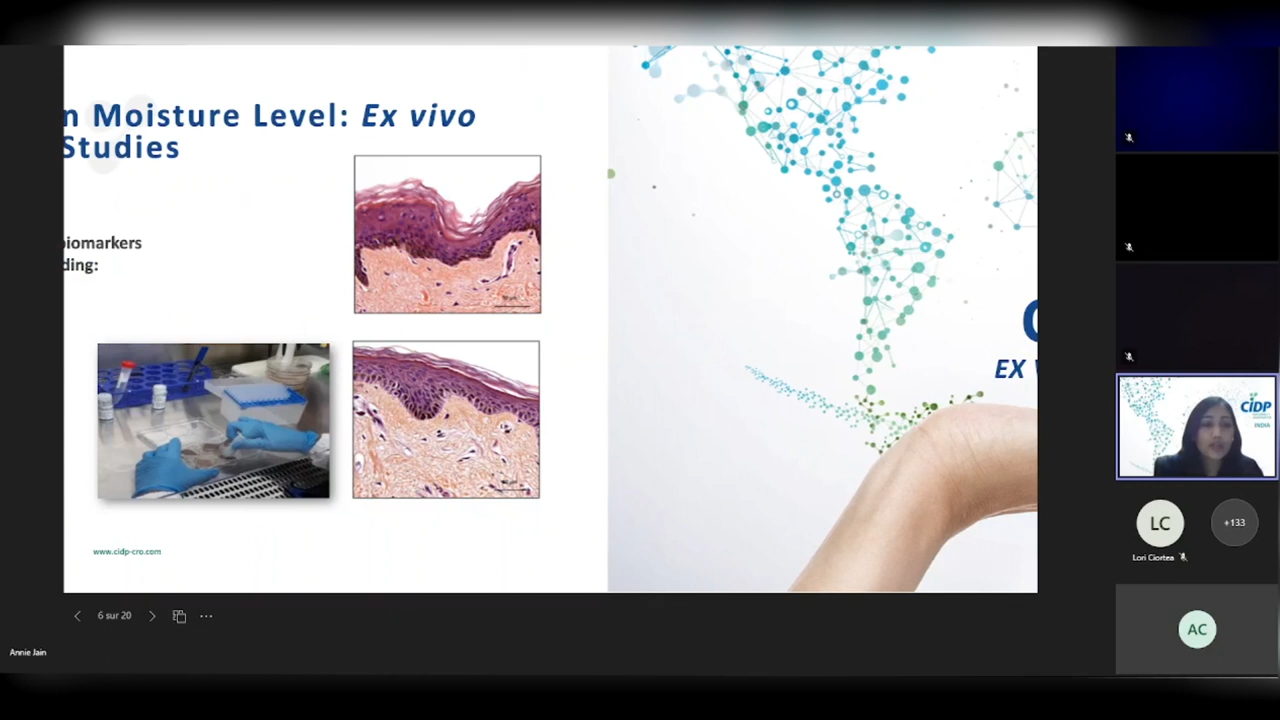 n Moisture Level: Ex vivo
Studies
biomarkers
ding:
www.cidp-cro.com
EX
CiDP
INDIA
LC
+133
Lori Ciortea
AC
6 sur 20
Annie Jain